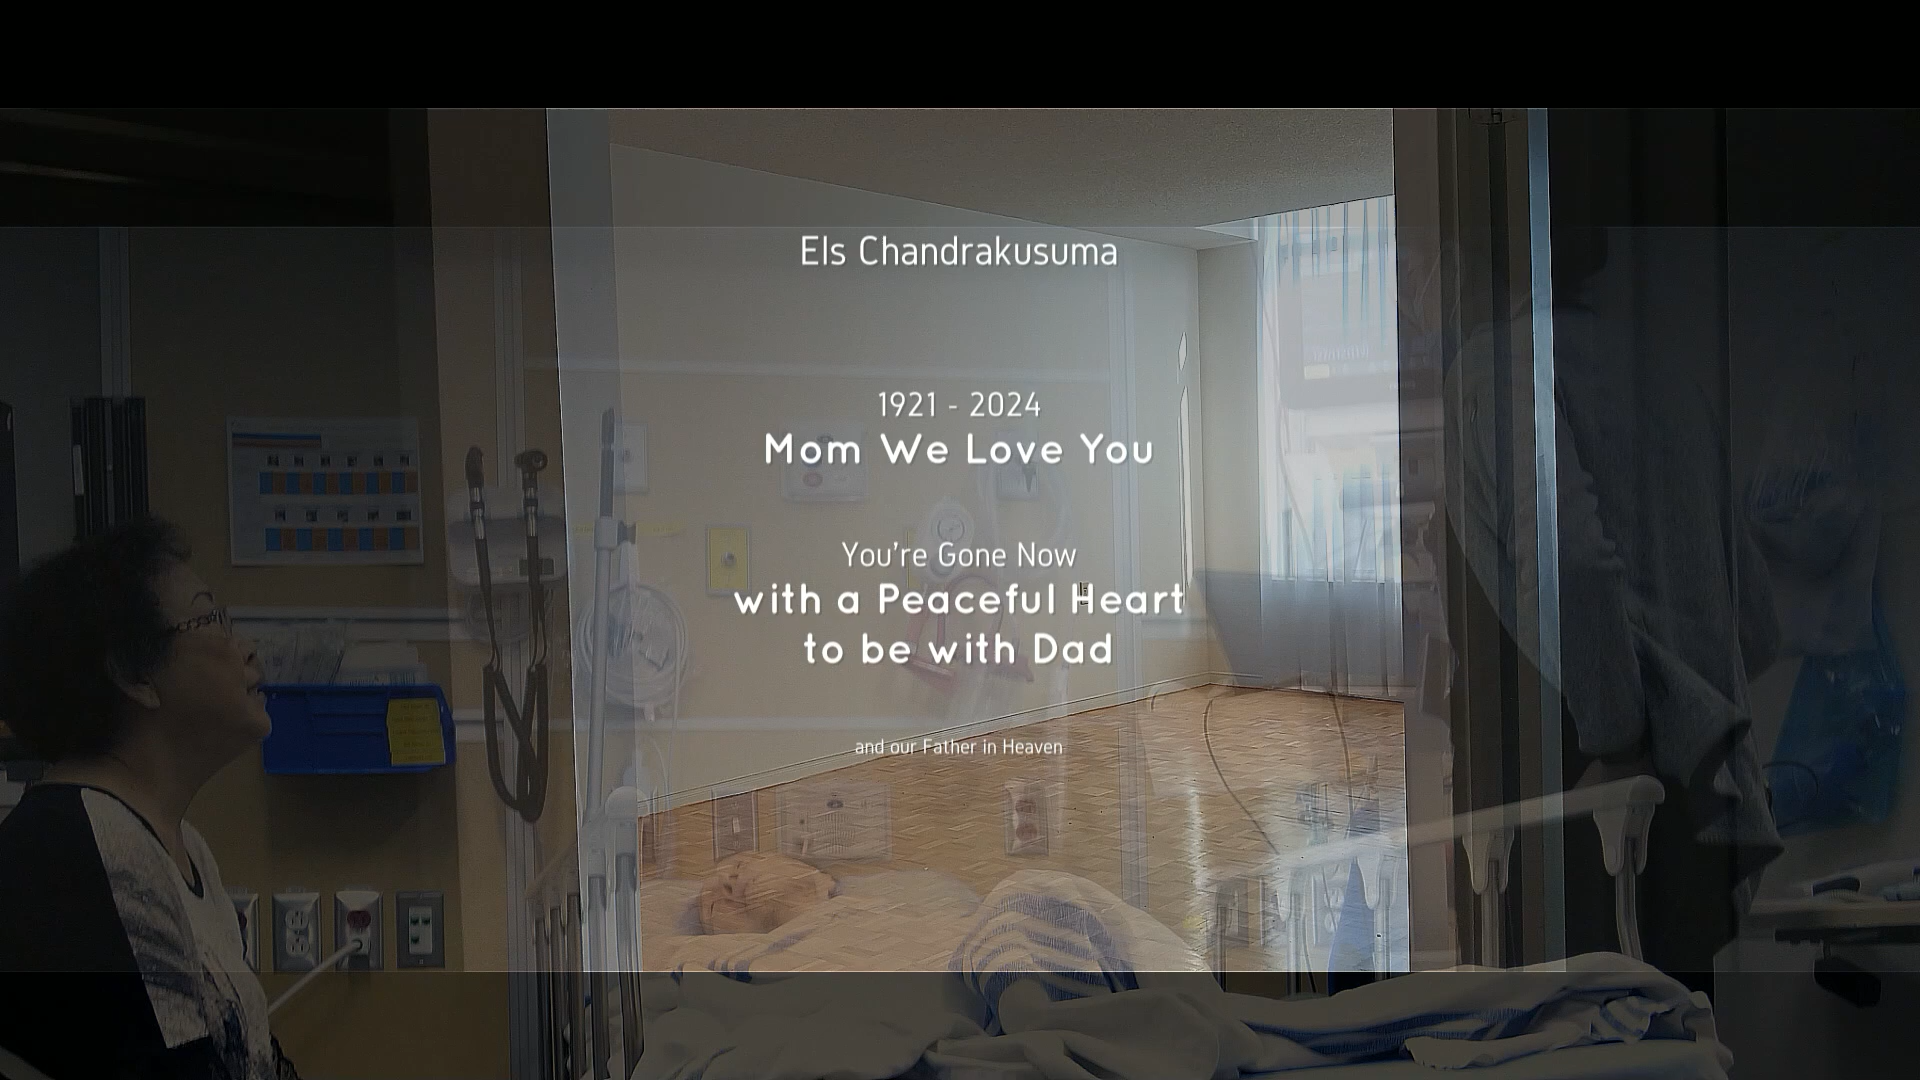 Els Chandrakusuma
1921 - 2024
Mom We Love You
You're Gone Now
with a Peaceful Heart
to be with Dad
and our Father in Heaven